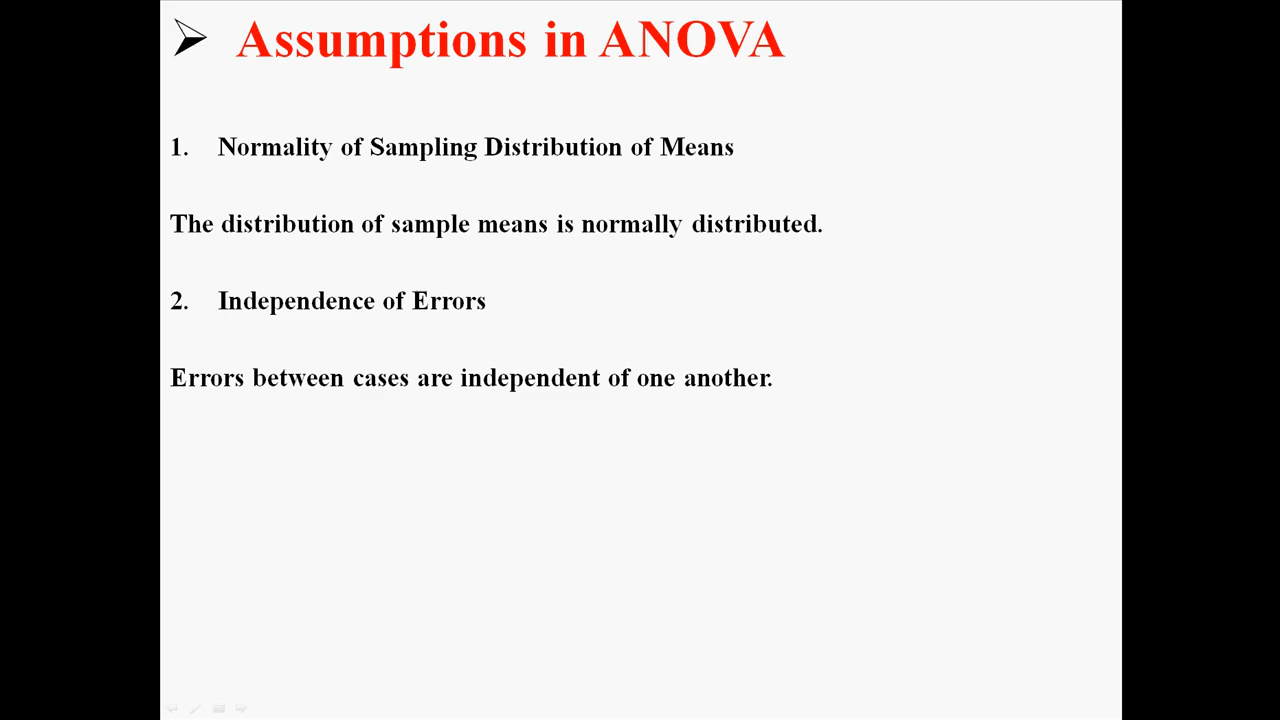 Assumptions in ANOVA
1. Normality of Sampling Distribution of Means
The distribution of sample means is normally distributed.
2. Independence of Errors
Errors between cases are independent of one another.